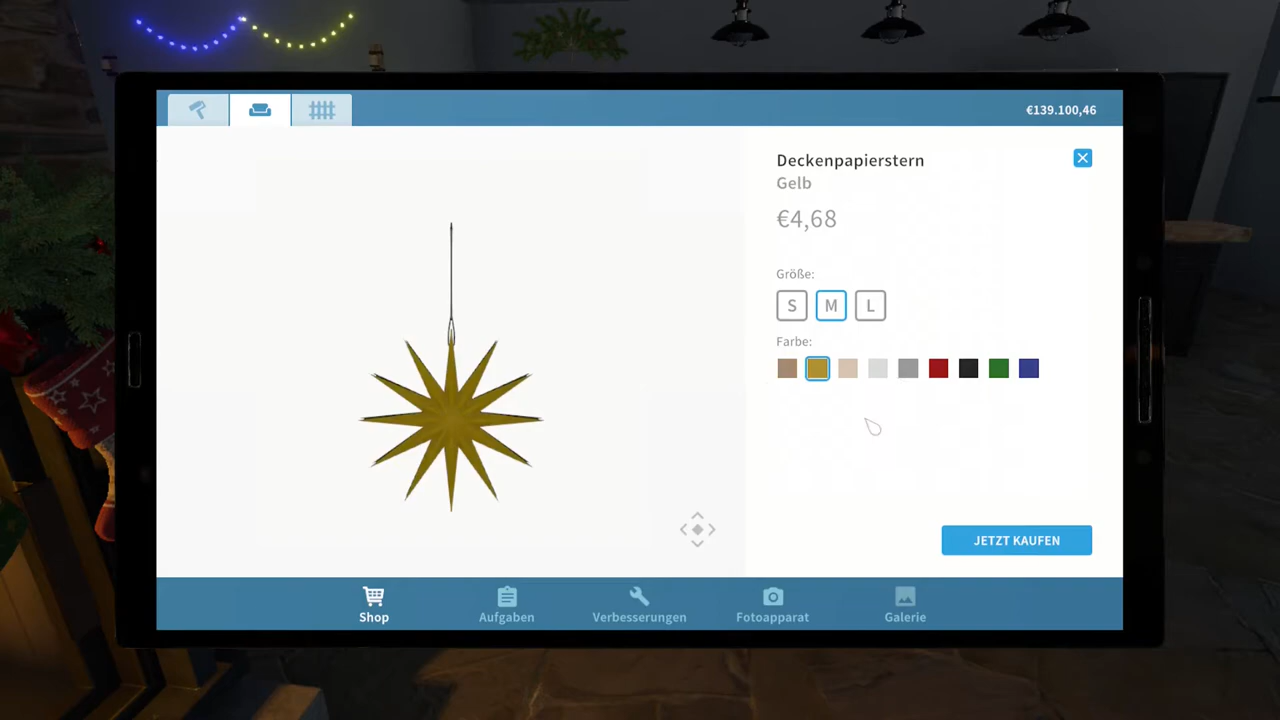 €139.100,46
Deckenpapierstern
Gelb
€4,68
Größe:
S M L
Farbe:
JETZT KAUFEN
Shop Aufgaben Verbesserungen Fotoapparat Galerie